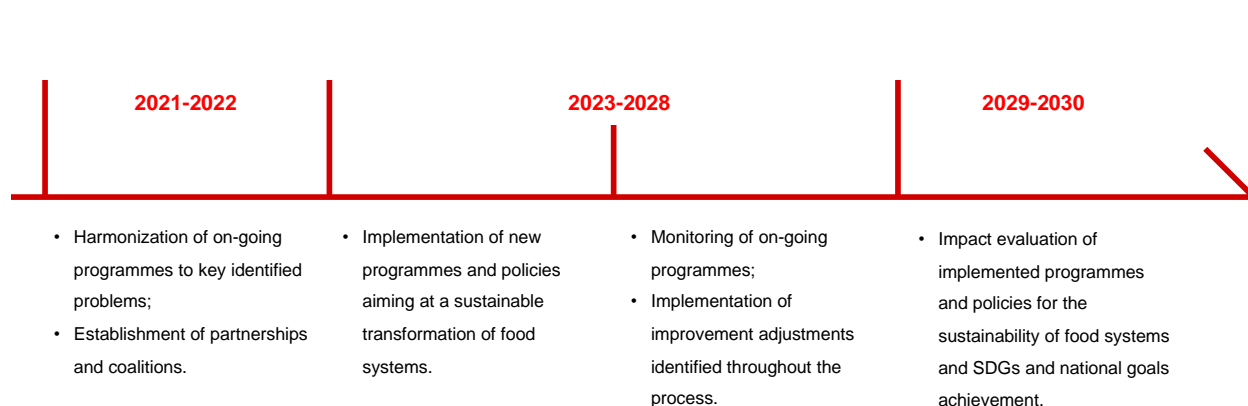 2021-2022
2023-2028
2029-2030
• Harmonization of on-going
programmes to key identified
problems;
• Establishment of partnerships
and coalitions.
• Implementation of new
programmes and policies
aiming at a sustainable
transformation of food
systems.
• Monitoring of on-going
programmes;
• Implementation of
improvement adjustments
identified throughout the
process.
• Impact evaluation of
implemented programmes
and policies for the
sustainability of food systems
and SDGs and national goals
achievement.